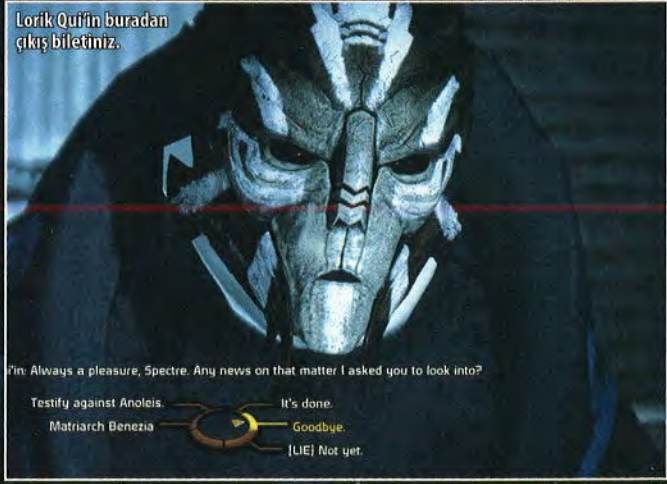 Lorik Qui'in buradan
çıkış biletiniz.
i'in: Always a pleasure, Spectre. Any news on that matter I asked you to look into?
Testify against Anoleis.
It's done.
Matriarch Benezia
Goodbye.
[LIE] Not yet.